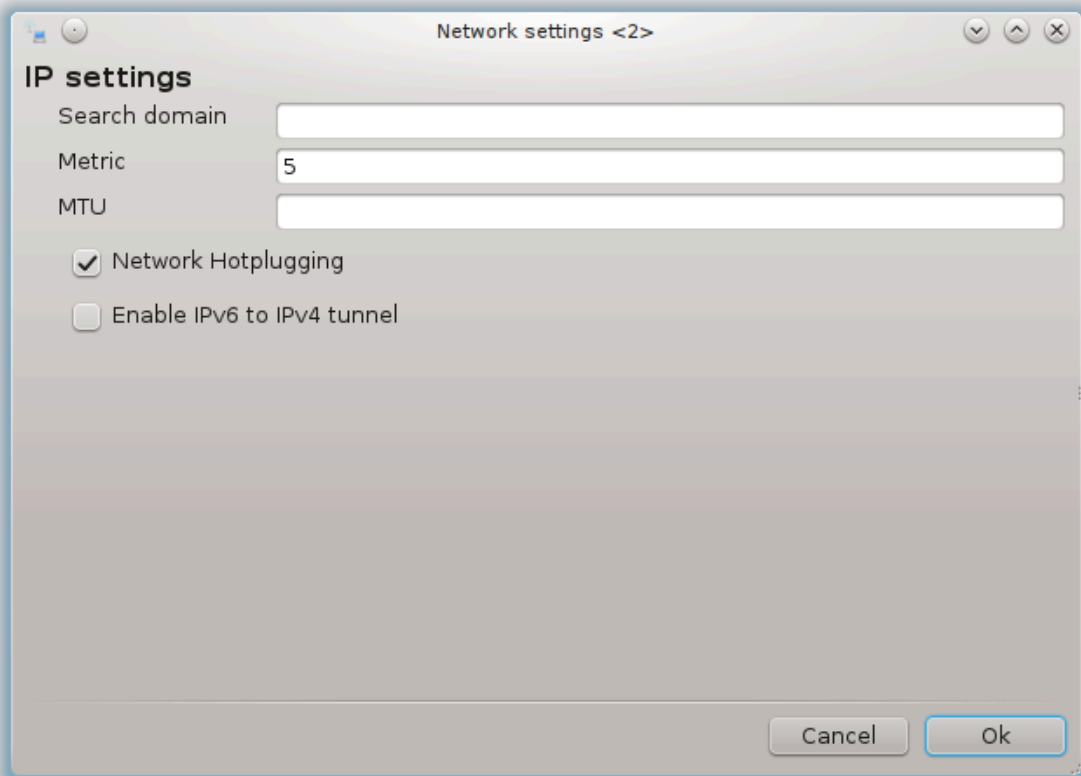 Network settings <2>
IP settings
Search domain
Metric 5
MTU
Network Hotplugging
Enable IPv6 to IPv4 tunnel
Cancel Ok